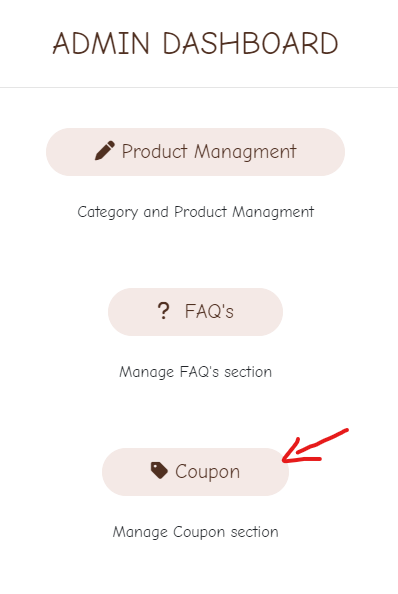 ADMIN DASHBOARD
Product Managment
Category and Product Managment
? FAQ's
Manage FAQ's section
Coupon
Manage Coupon section